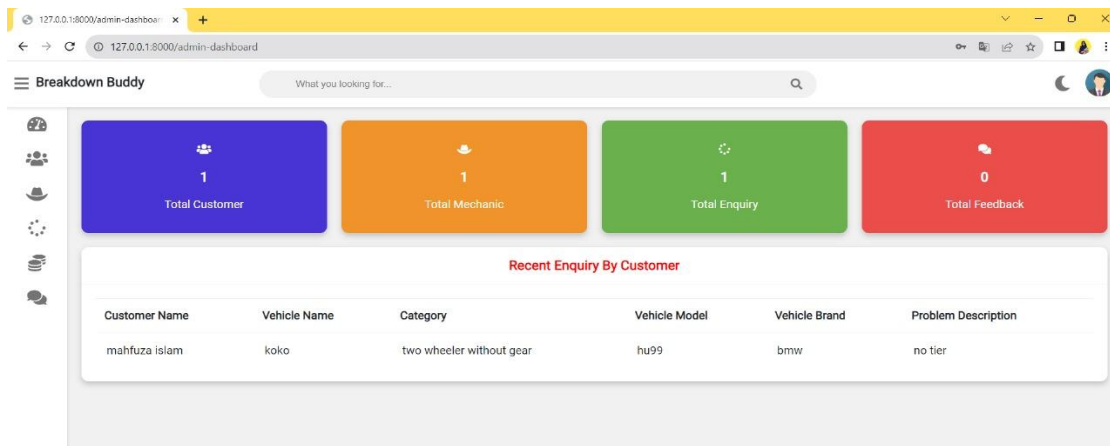 127.0.0.1:8000/admin-dashboar
127.0.0.1:8000/admin-dashboard
Breakdown Buddy
What you looking for...
1
Total Customer
1
Total Mechanic
1
Total Enquiry
0
Total Feedback
Recent Enquiry By Customer
Customer Name Vehicle Name Category Vehicle Model Vehicle Brand Problem Description
mahfuza islam koko two wheeler without gear hu99 bmw no tier